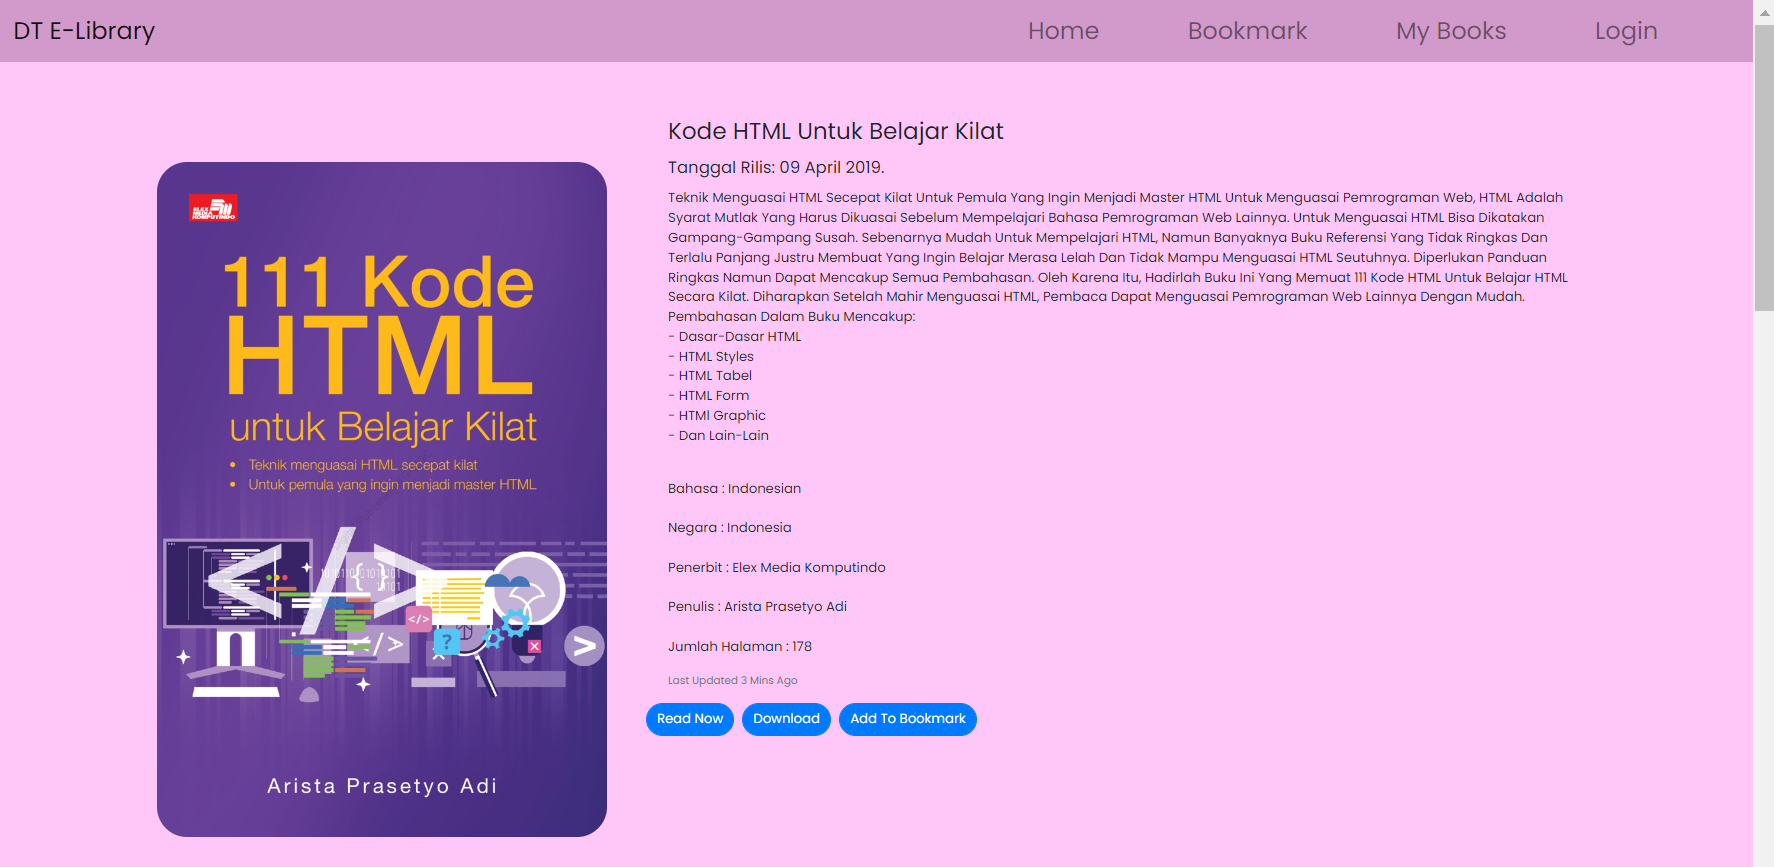 DT E-Library
Home
Bookmark
My Books
Login
Kode HTML Untuk Belajar Kilat
Tanggal Rilis: 09 April 2019.
Teknik Menguasai HTML Secepat Kilat Untuk Pemula Yang Ingin Menjadi Master HTML Untuk Menguasai Pemrograman Web, HTML Adalah
Syarat Mutlak Yang Harus Dikuasai Sebelum Mempelajari Bahasa Pemrograman Web Lainnya. Untuk Menguasai HTML Bisa Dikatakan
Gampang-Gampang Susah. Sebenarnya Mudah Untuk Mempelajari HTML, Namun Banyaknya Buku Referensi Yang Tidak Ringkas Dan
Terlalu Panjang Justru Membuat Yang Ingin Belajar Merasa Lelah Dan Tidak Mampu Menguasai HTML Seutuhnya. Diperlukan Panduan
Ringkas Namun Dapat Mencakup Semua Pembahasan. Oleh Karena Itu, Hadirlah Buku Ini Yang Memuat 111 Kode HTML Untuk Belajar HTML
Secara Kilat. Diharapkan Setelah Mahir Menguasai HTML, Pembaca Dapat Menguasai Pemrograman Web Lainnya Dengan Mudah.
Pembahasan Dalam Buku Mencakup:
- Dasar-Dasar HTML
- HTML Styles
- HTML Tabel
- HTML Form
- HTMl Graphic
- Dan Lain-Lain
Bahasa : Indonesian
Negara : Indonesia
Penerbit : Elex Media Komputindo
Penulis : Arista Prasetyo Adi
Jumlah Halaman : 178
Last Updated 3 Mins Ago
Read Now
Download
Add To Bookmark
ELEX
MEDIA
KOMPUTINDO
111 Kode
HTML
untuk Belajar Kilat
• Teknik menguasai HTML secepat kilat
• Untuk pemula yang ingin menjadi master HTML
Arista Prasetyo Adi